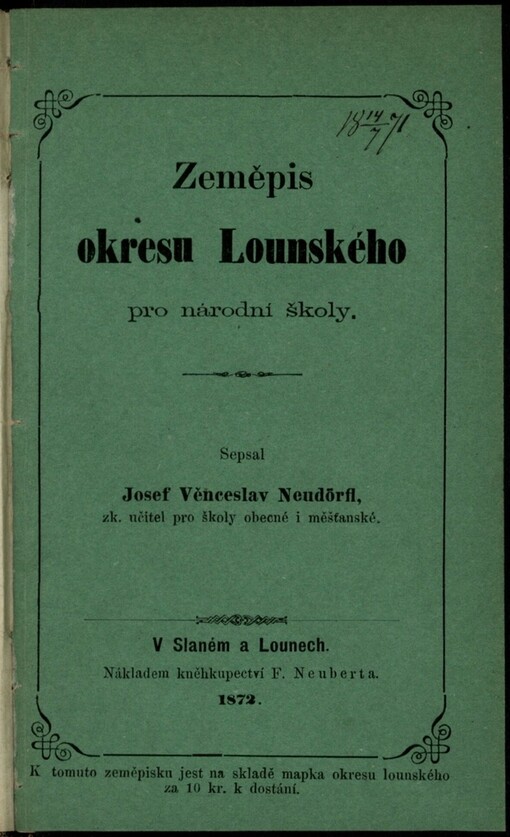 18 14/7 71
Zeměpis
okresu Lounského
pro národní školy.
Sepsal
Josef Věnceslav Neudörfl,
zk. učitel pro školy obecné i měšťanské.
V Slaném a Lounech.
Nákladem kněhkupectví F. Neuberta.
1872.
K tomuto zeměpisku jest na skladě mapka okresu lounského
za 10 kr. k dostání.